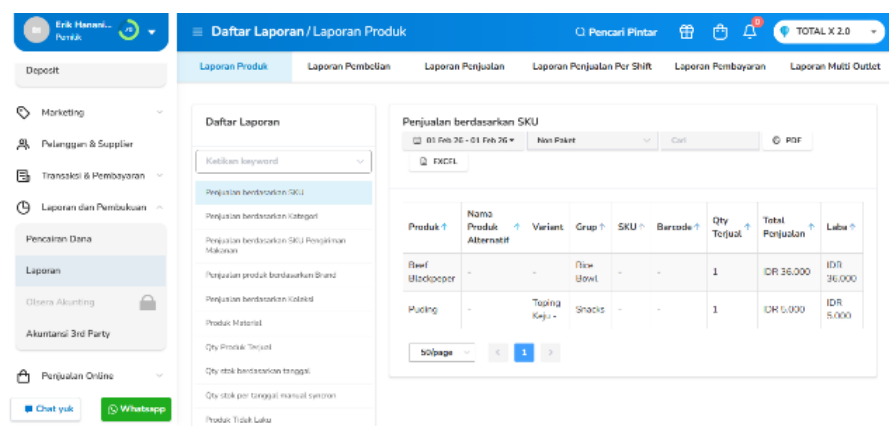 Erik Hanani...
Pemilik
Daftar Laporan / Laporan Produk
Pencari Pintar
TOTAL X 2.0
Deposit
Marketing
Pelanggan & Supplier
Transaksi & Pembayaran
Laporan dan Pembukuan
Pencairan Dana
Laporan
Olsera Akunting
Akuntansi 3rd Party
Penjualan Online
Chat yuk
Whatsapp
Laporan Produk
Laporan Pembelian
Laporan Penjualan
Laporan Penjualan Per Shift
Laporan Pembayaran
Laporan Multi Outlet
Daftar Laporan
Ketikan keyword
Penjualan berdasarkan SKU
Penjualan berdasarkan Kategori
Penjualan berdasarkan SKU Pengiriman
Makanan
Penjualan produk berdasarkan Brand
Penjualan berdasarkan Koleksi
Produk Material
Qty Produk Terjual
Qty stok berdasarkan tanggal
Qty stok per tanggal manual syncron
Produk Tidak Laku
Penjualan berdasarkan SKU
01 Feb 26 - 01 Feb 26
Non Paket
Cari
PDF
EXCEL
Produk
Nama Produk Alternatif
Variant
Grup
SKU
Barcode
Qty Terjual
Total Penjualan
Laba
Beef Blackpeper - - Rice Bowl - - 1 IDR 36.000 IDR 36.000
Puding - Toping Keju - Snacks - - 1 IDR 5.000 IDR 5.000
50/page
1